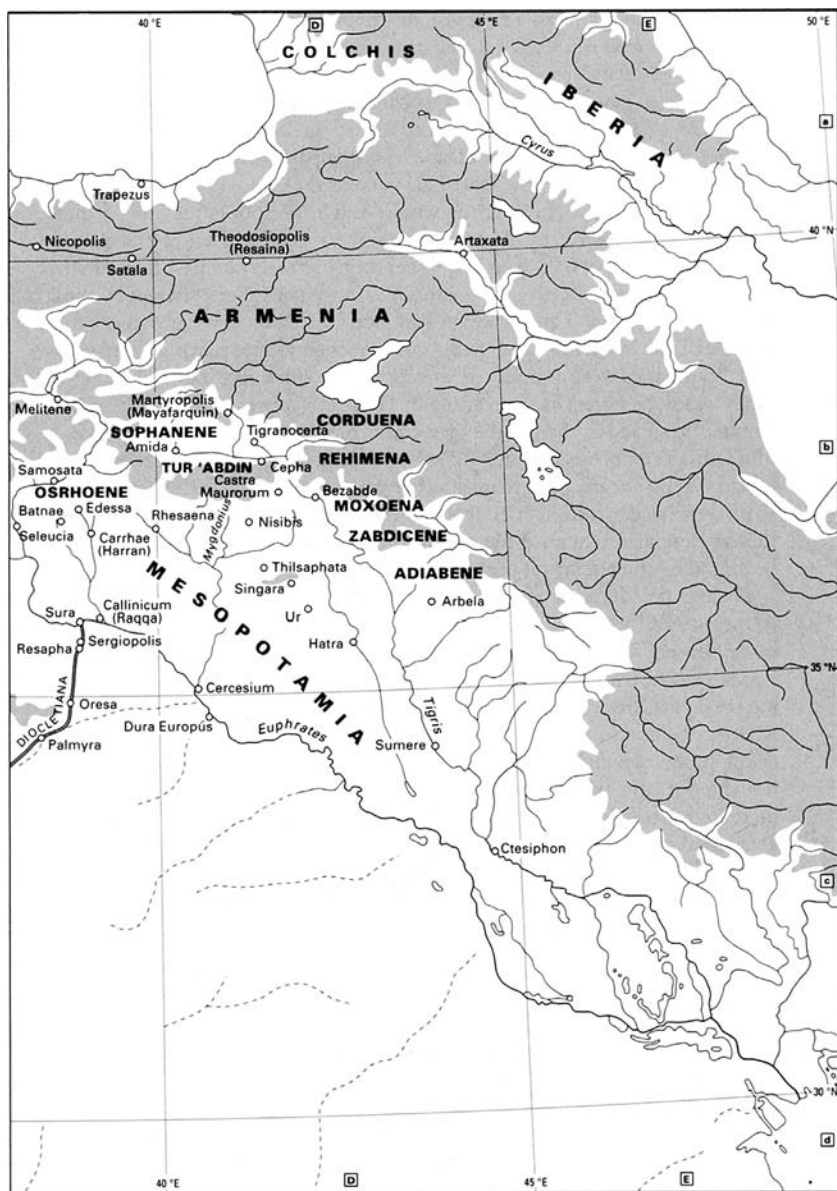 40 °E
D
45 °E
E
50 °E
COLCHIS
IBERIA
a
Cyrus
Trapezus
Nicopolis
Satala
Theodosiopolis
(Resaina)
Artaxata
40 °N
ARMENIA
Melitene
Martyropolis
(Mayafarquin)
CORDUENA
SOPHANENE
Tigranocerta
Amida
REHIMENA
b
TUR 'ABDIN
Cepha
Samosata
Castra
Maurorum
Bezabde
OSRHOENE
MOXOENA
Batnae
Edessa
Rhesaena
Mygdonius
Nisibis
Seleucia
Carrhae
(Harran)
ZABDICENE
MESOPOTAMIA
Thilsaphata
ADIABENE
Singara
Arbela
Ur
Sura
Callinicum
(Raqqa)
Sergiopolis
Resapha
Hatra
35 °N
Cercesium
Oresa
DIOCLETIANA
Dura Europus
Euphrates
Tigris
Palmyra
Sumere
Ctesiphon
c
30 °N
d
40 °E
D
45 °E
E